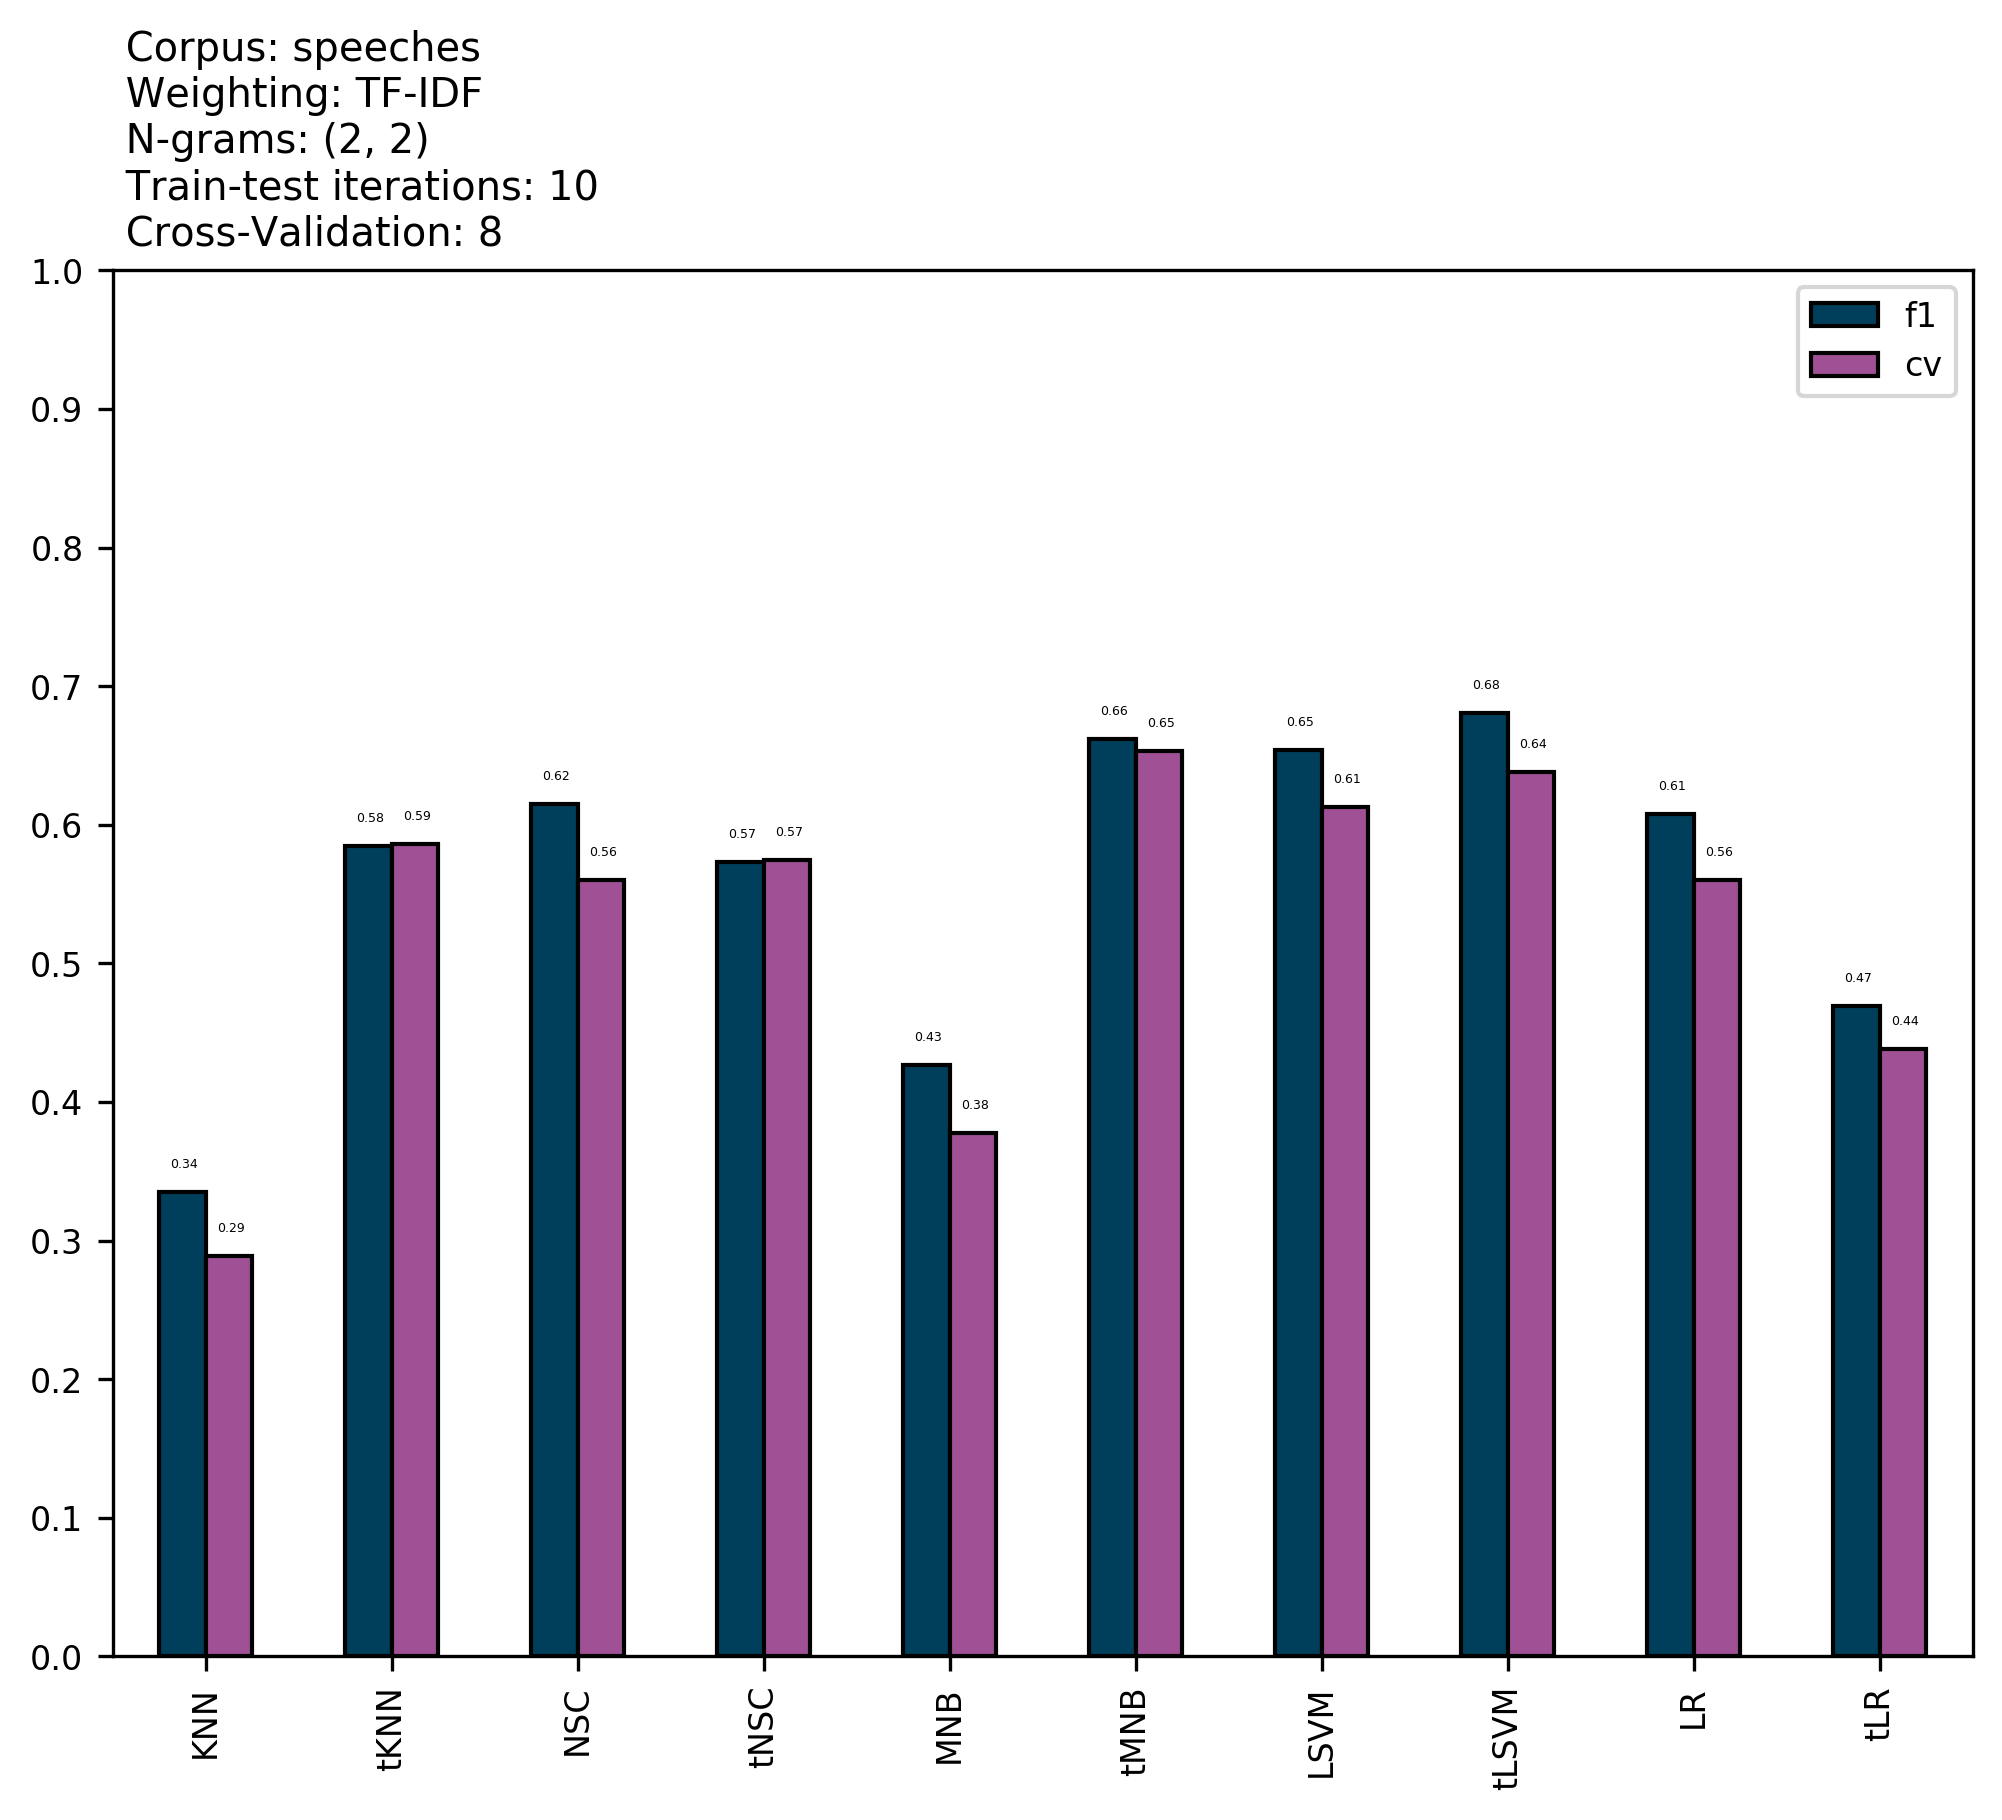 Corpus: speeches
Weighting: TF-IDF
N-grams: (2, 2)
Train-test iterations: 10
Cross-Validation: 8
1.0
0.9
0.8
0.7
0.6
0.5
0.4
0.3
0.2
0.1
0.0
f1
cv
0.34
0.29
0.58
0.59
0.62
0.56
0.57
0.57
0.43
0.38
0.66
0.65
0.65
0.61
0.68
0.64
0.61
0.56
0.47
0.44
KNN
tKNN
NSC
tNSC
MNB
tMNB
LSVM
tLSVM
LR
tLR